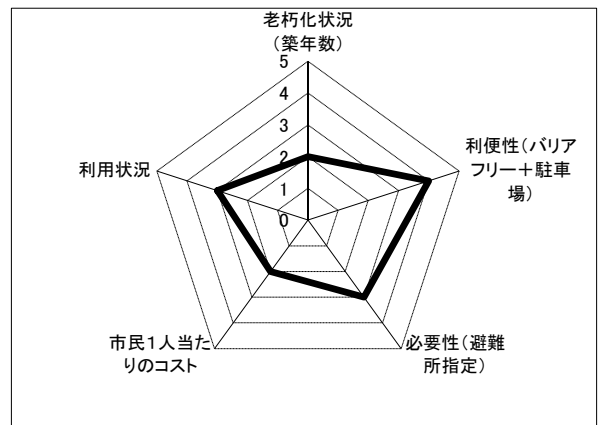 老朽化状況
（築年数）
5
4
3
2
1
0
利便性（バリア
フリー＋駐車
場）
必要性（避難
所指定）
市民１人当た
りのコスト
利用状況